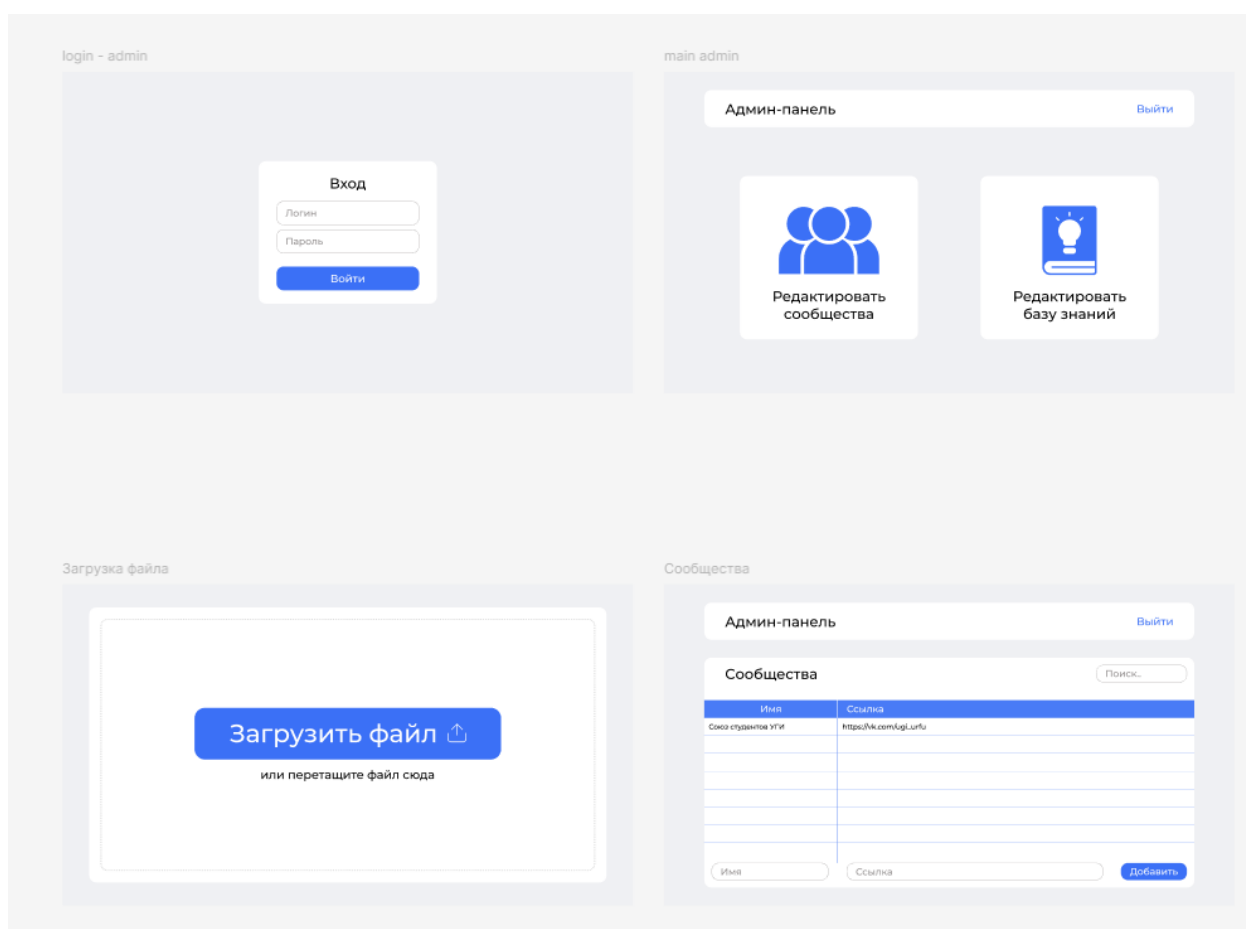 login - admin
Вход
Логин
Пароль
Войти
main admin
Админ-панель
Выйти
Редактировать
сообщества
Редактировать
базу знаний
Загрузка файла
Загрузить файл
или перетащите файл сюда
Сообщества
Админ-панель
Выйти
Сообщества
Поиск..
Имя
Ссылка
Союз студентов УГИ
https://vk.com/ugi_urfu
Имя
Ссылка
Добавить